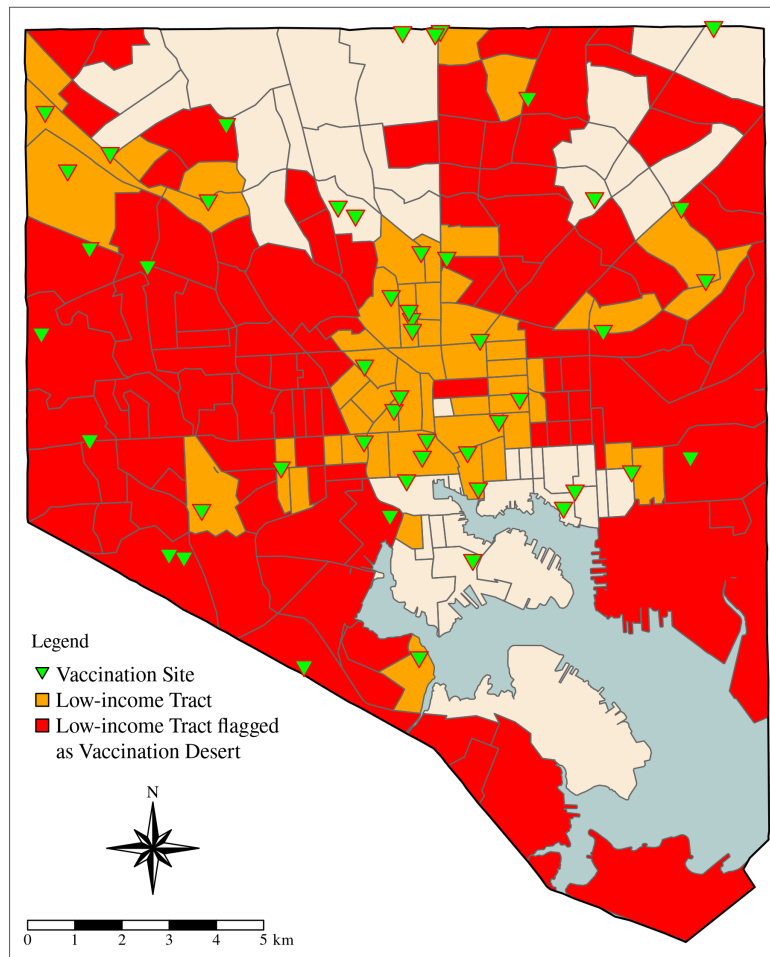 Legend
Vaccination Site
Low-income Tract
Low-income Tract flagged
as Vaccination Desert
N
0 1 2 3 4 5 km